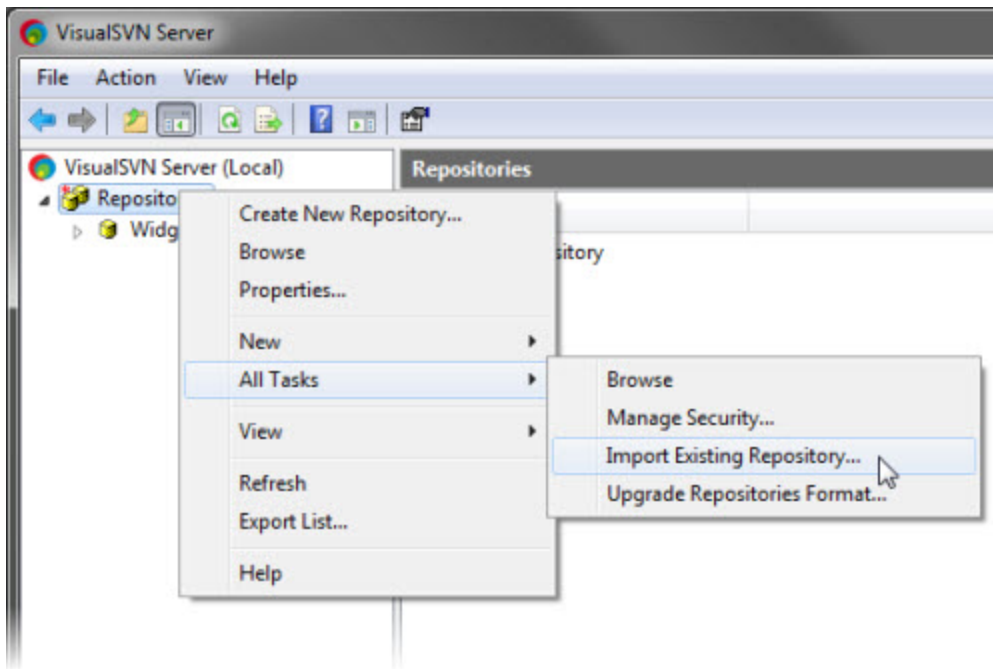 VisualSVN Server
File Action View Help
VisualSVN Server (Local)
Repositories
Reposito
Widg
sitory
Create New Repository...
Browse
Properties...
New
All Tasks
View
Refresh
Export List...
Help
Browse
Manage Security...
Import Existing Repository...
Upgrade Repositories Format...